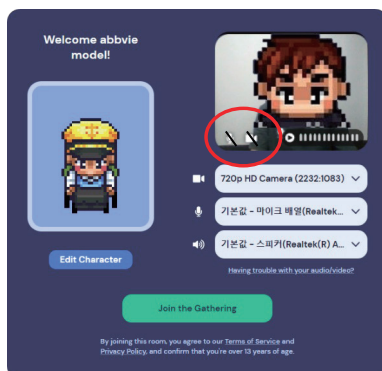 Welcome abbvie
model!
Edit Character
720p HD Camera (2232:1083)
기본값 - 마이크 배열(Realtek...
기본값 - 스피커(Realtek(R) A...
Having trouble with your audio/video?
Join the Gathering
By joining this room, you agree to our Terms of Service and
Privacy Policy, and confirm that you're over 13 years of age.